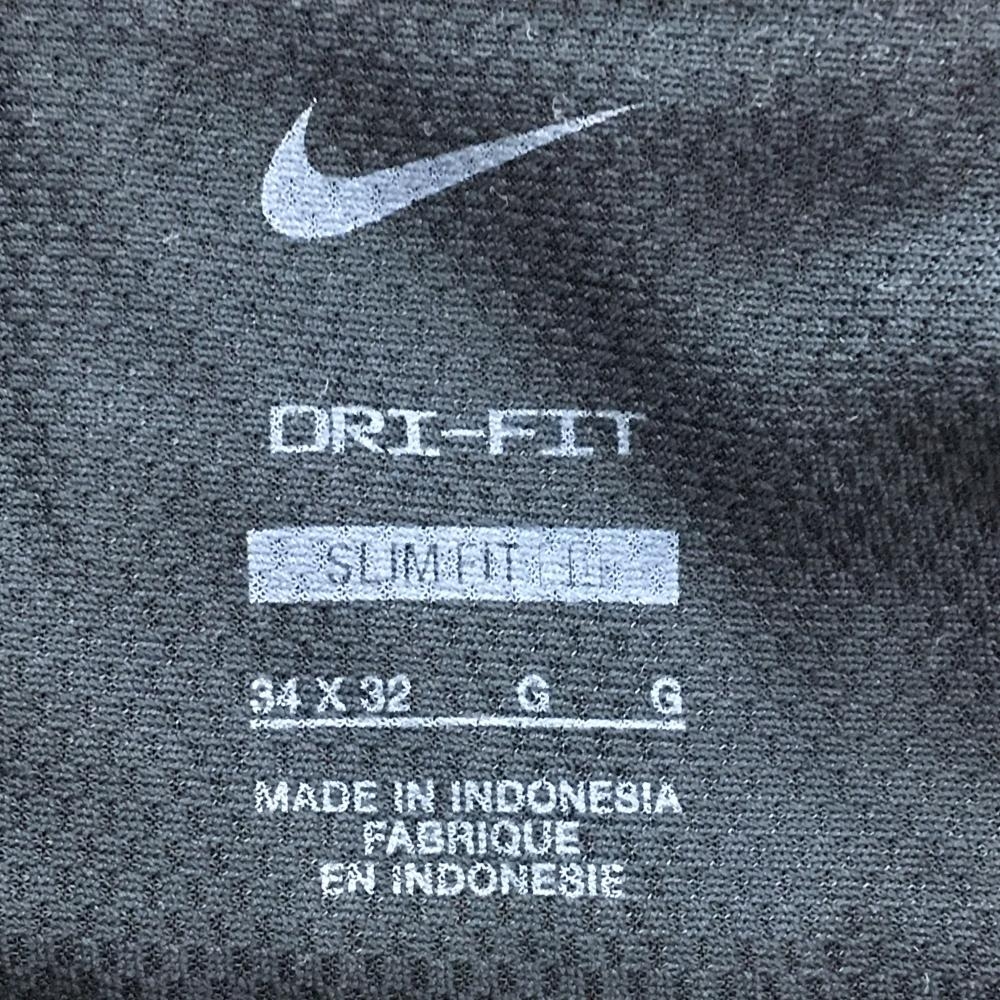 DRI-FIT
SLIM FIT
34 X 32 G G
MADE IN INDONESIA
FABRIQUE
EN INDONESIE